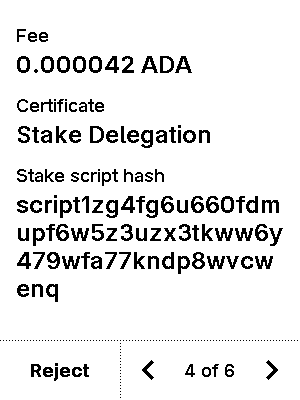 Fee
0.000042 ADA
Certificate
Stake Delegation
Stake script hash
script1zg4fg6u660fdm
upf6w5z3uzx3tkww6y
479wfa77kndp8wvcw
enq
Reject
4 of 6